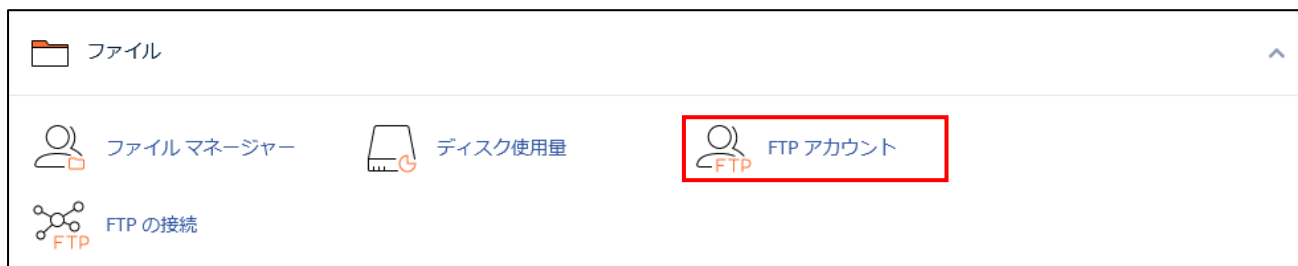 ファイル
ファイル マネージャー
ディスク使用量
FTP
FTP アカウント
FTP
FTP の接続